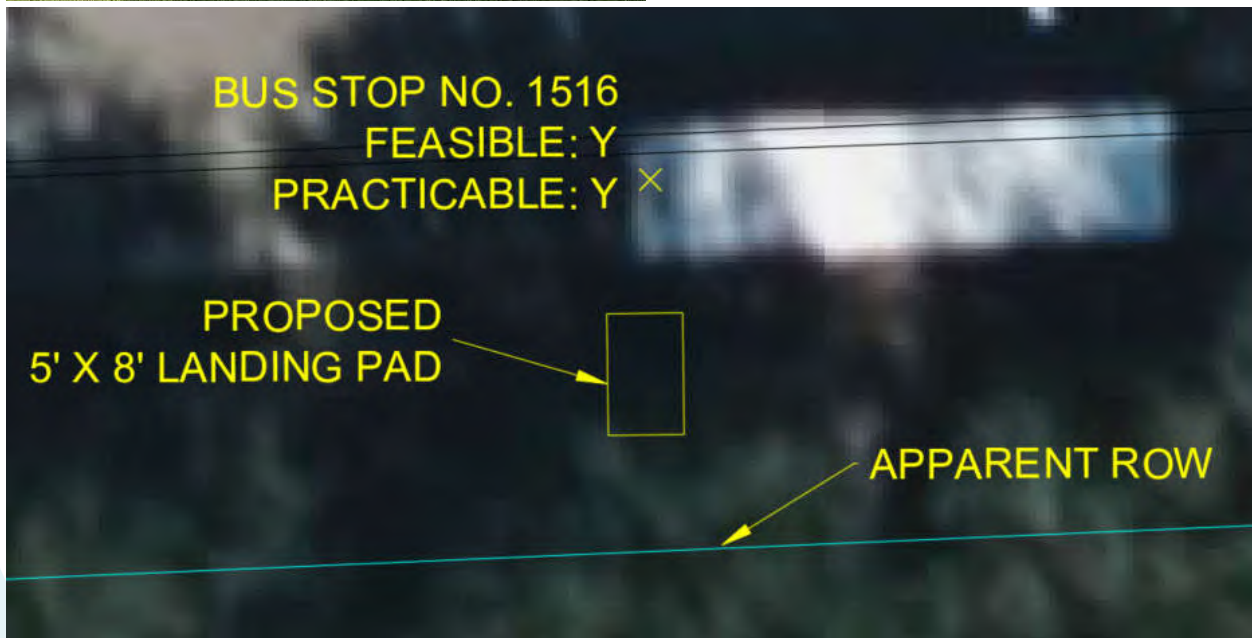 BUS STOP NO. 1516
FEASIBLE: Y
PRACTICABLE: Y
PROPOSED
5' X 8' LANDING PAD
APPARENT ROW